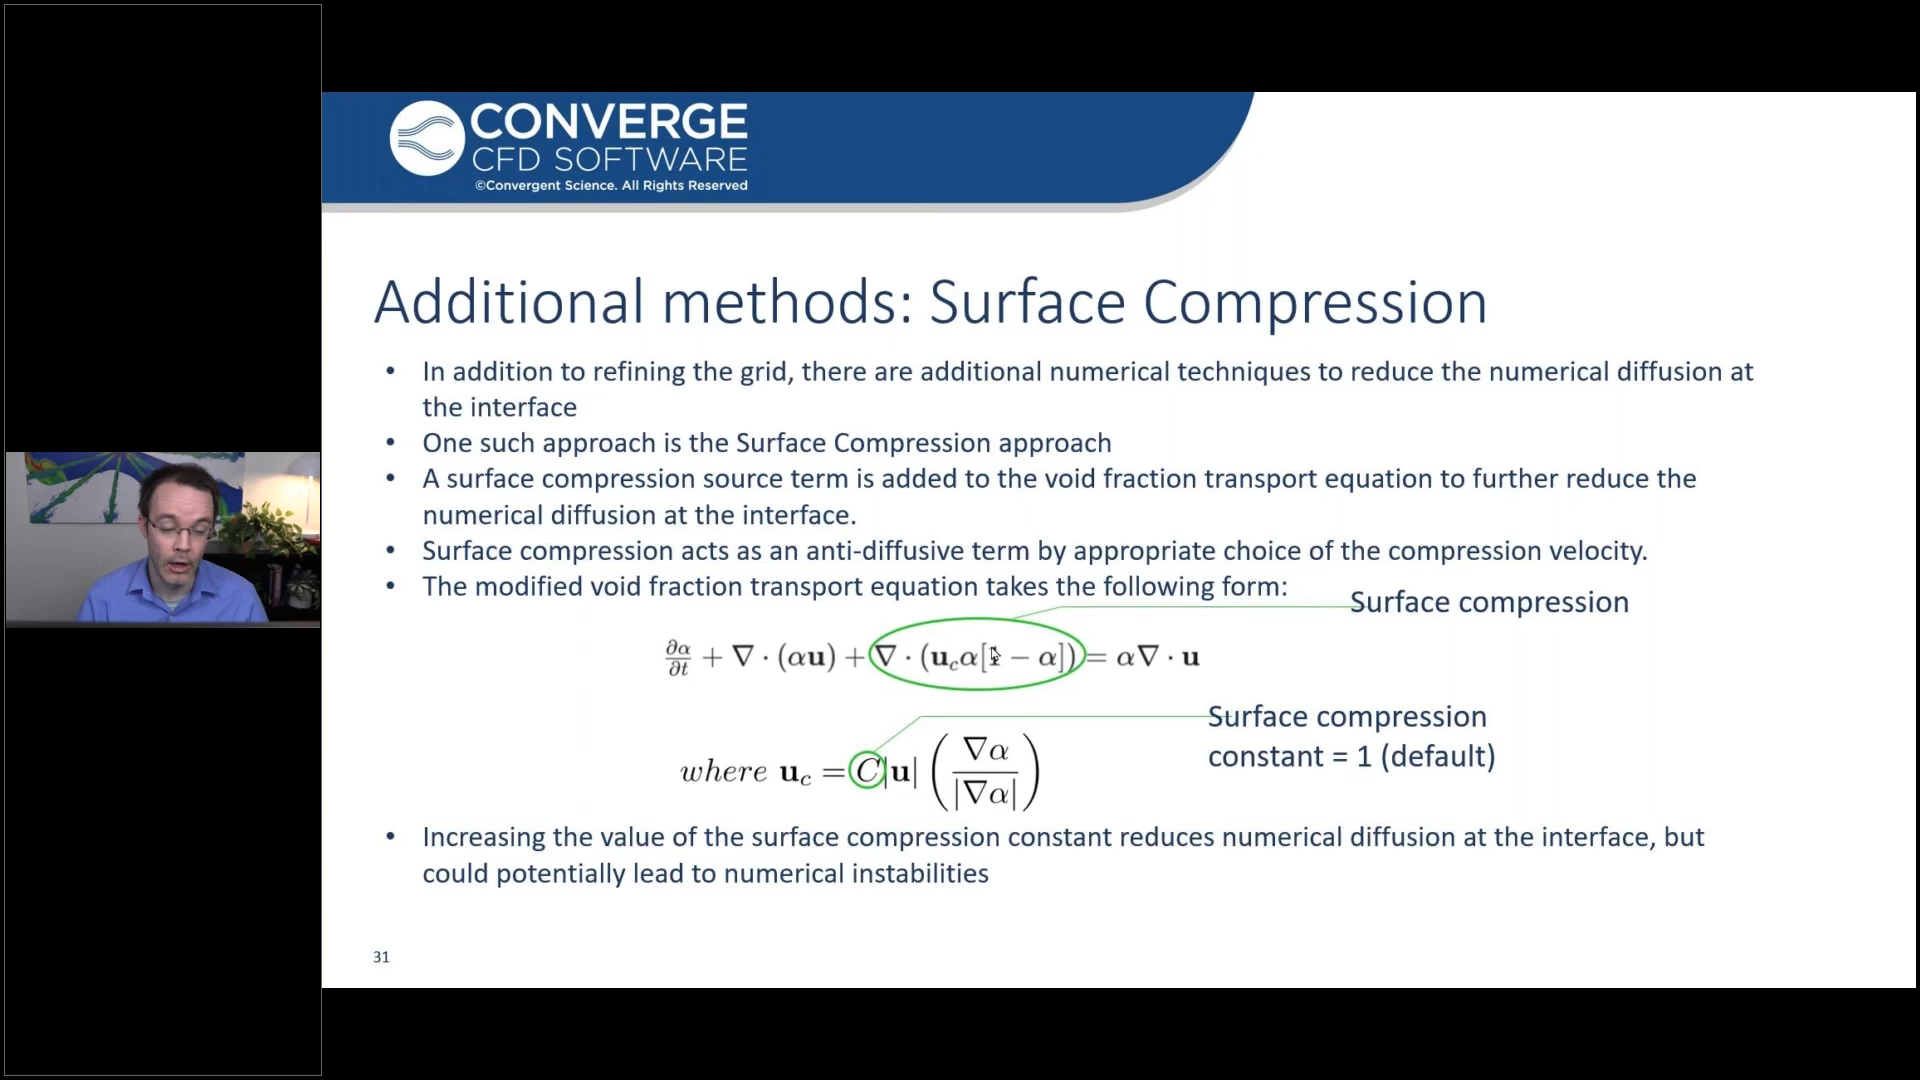 CONVERGE
CFD SOFTWARE
©Convergent Science. All Rights Reserved
Additional methods: Surface Compression
• In addition to refining the grid, there are additional numerical techniques to reduce the numerical diffusion at
the interface
• One such approach is the Surface Compression approach
• A surface compression source term is added to the void fraction transport equation to further reduce the
numerical diffusion at the interface.
• Surface compression acts as an anti-diffusive term by appropriate choice of the compression velocity.
• The modified void fraction transport equation takes the following form:
Surface compression
∂α/∂t + ∇ · (αu) + ∇ · (u_c α[1 − α]) = α∇ · u
Surface compression
constant = 1 (default)
where u_c = C|u| (∇α/|∇α|)
• Increasing the value of the surface compression constant reduces numerical diffusion at the interface, but
could potentially lead to numerical instabilities
31